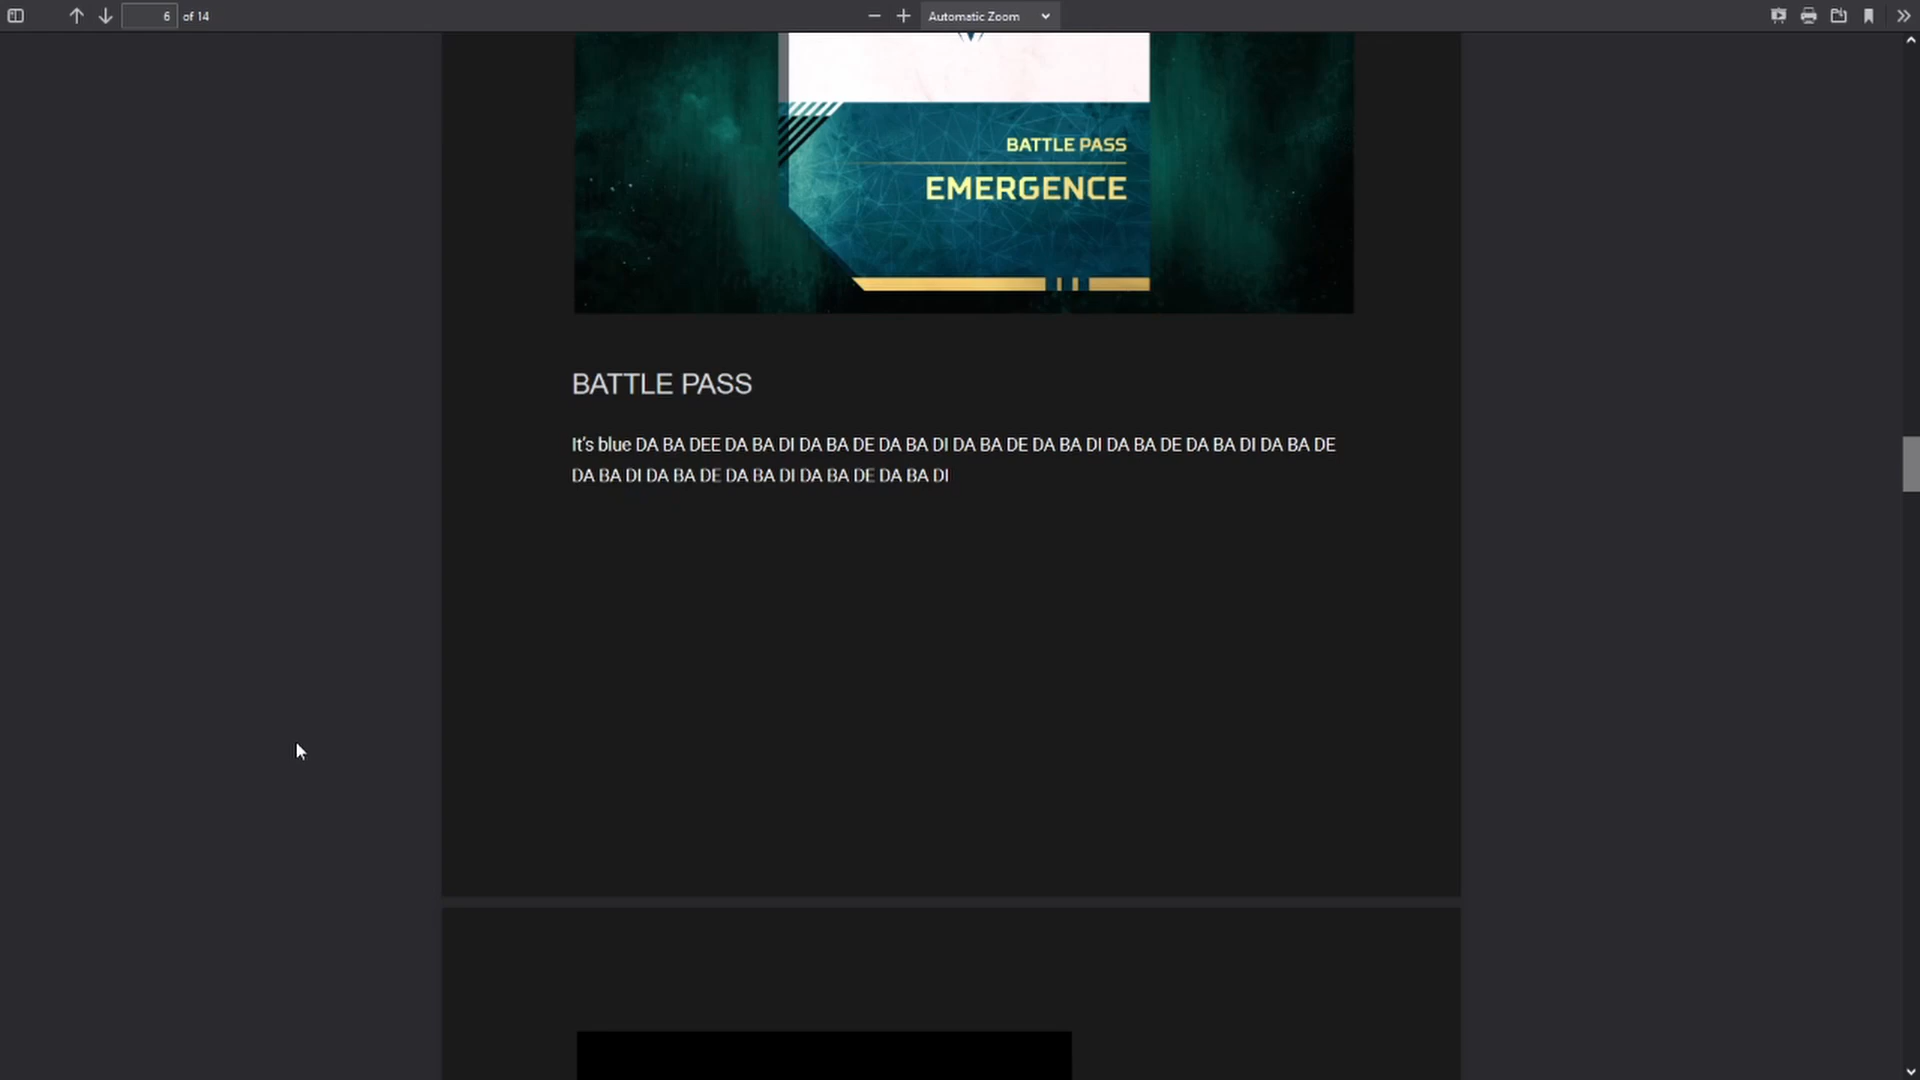 6 of 14
Automatic Zoom
BATTLE PASS
EMERGENCE
BATTLE PASS
It's blue DA BA DEE DA BA DI DA BA DE DA BA DI DA BA DE DA BA DI DA BA DE DA BA DI DA BA DE
DA BA DI DA BA DE DA BA DI DA BA DE DA BA DI